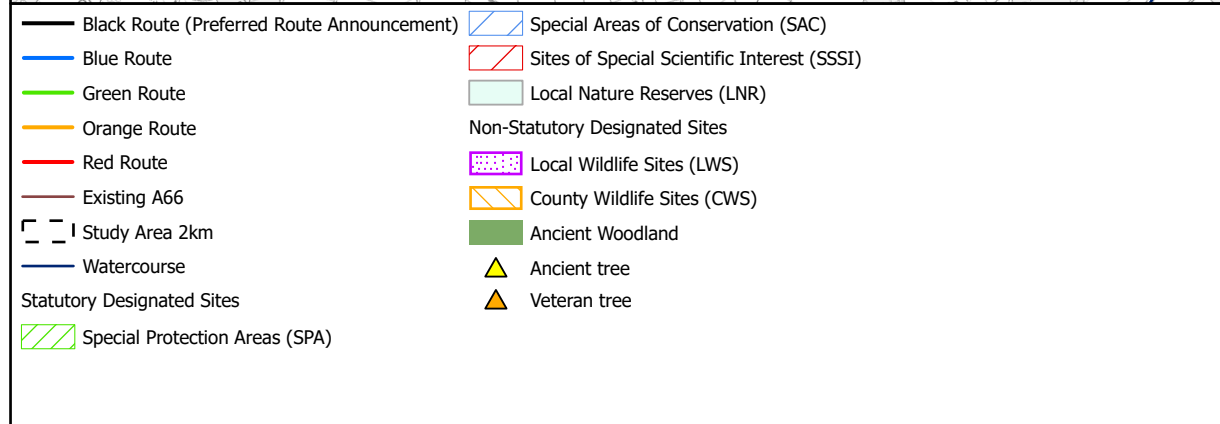 Black Route (Preferred Route Announcement)
Blue Route
Green Route
Orange Route
Red Route
Existing A66
Study Area 2km
Watercourse
Statutory Designated Sites
Special Protection Areas (SPA)
Special Areas of Conservation (SAC)
Sites of Special Scientific Interest (SSSI)
Local Nature Reserves (LNR)
Non-Statutory Designated Sites
Local Wildlife Sites (LWS)
County Wildlife Sites (CWS)
Ancient Woodland
Ancient tree
Veteran tree